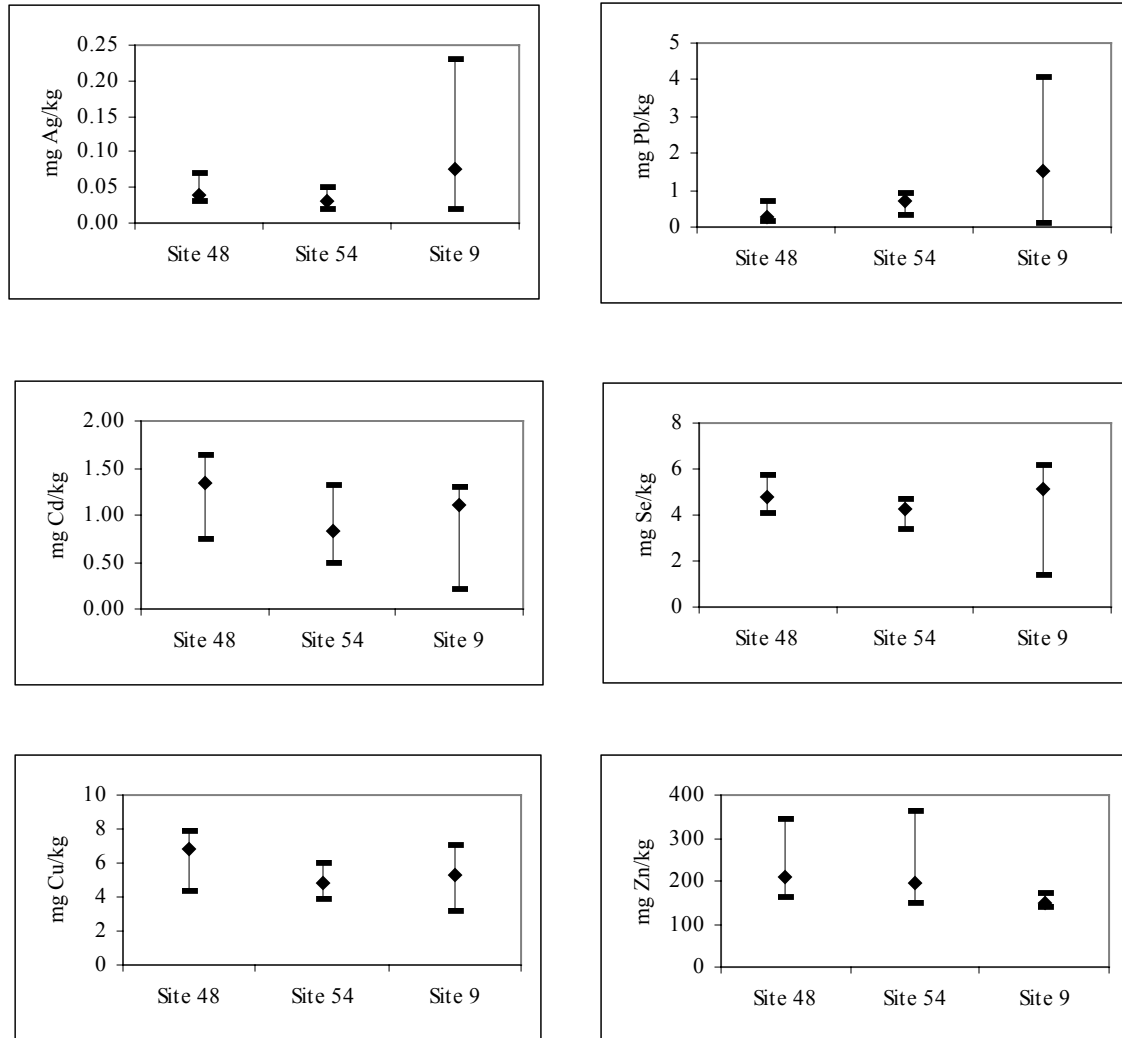 mg Ag/kg
0.25
0.20
0.15
0.10
0.05
0.00
Site 48 Site 54 Site 9
mg Pb/kg
5
4
3
2
1
0
Site 48 Site 54 Site 9
mg Cd/kg
2.00
1.50
1.00
0.50
0.00
Site 48 Site 54 Site 9
mg Se/kg
8
6
4
2
0
Site 48 Site 54 Site 9
mg Cu/kg
10
8
6
4
2
0
Site 48 Site 54 Site 9
mg Zn/kg
400
300
200
100
0
Site 48 Site 54 Site 9